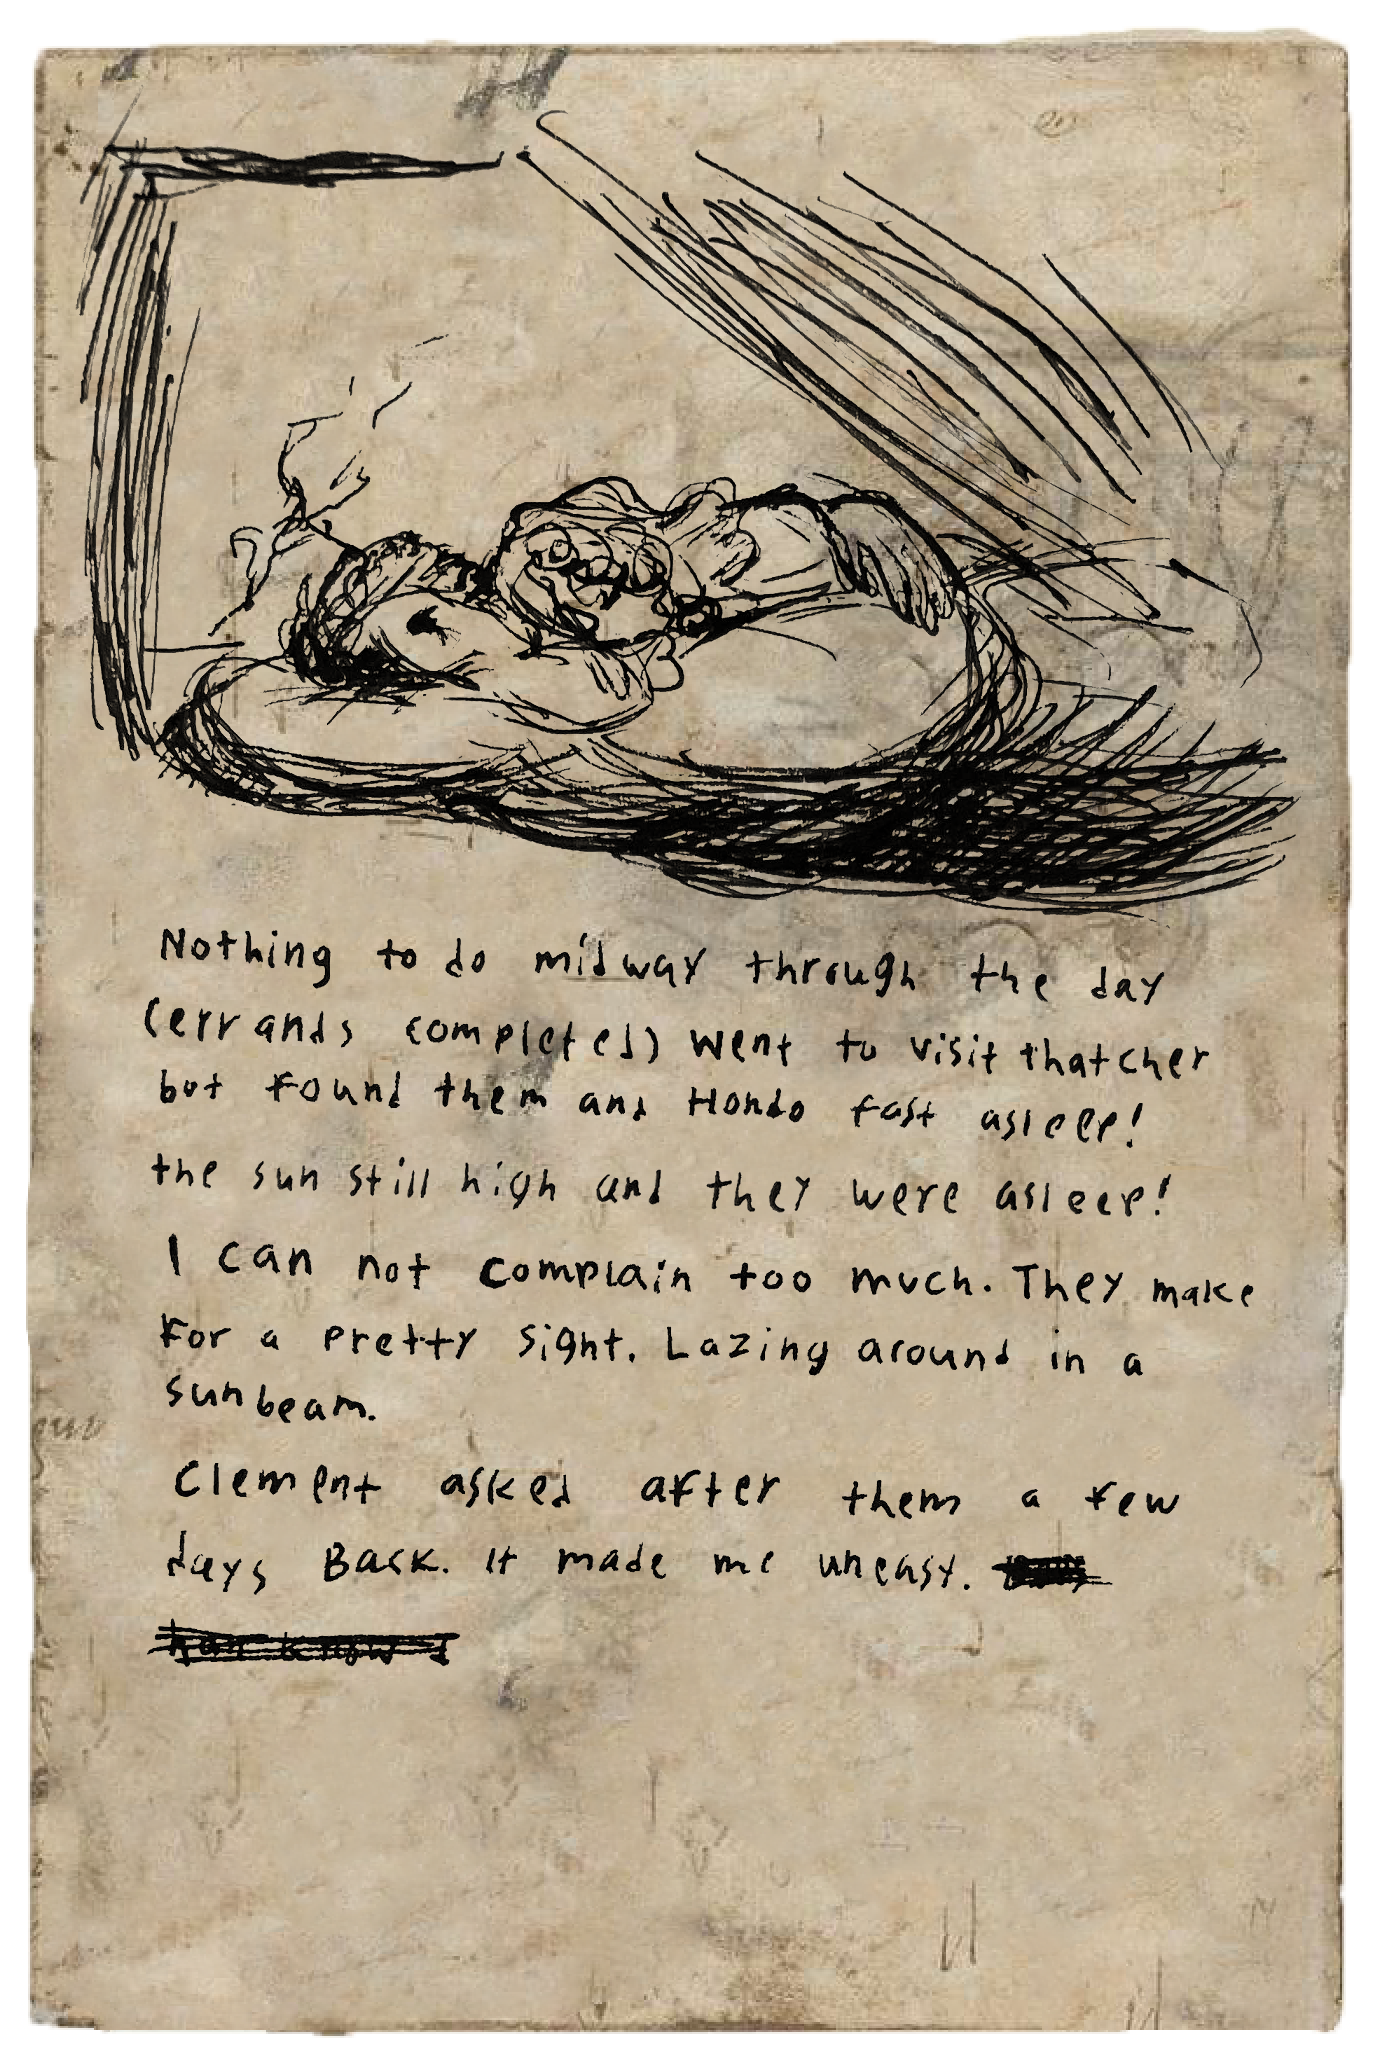 Nothing to do midway through the day
(errands completed) went to visit thatcher
but found them and Hondo fast asleep!
the sun still high and they were asleep!
I can not complain too much. They make
for a pretty sight. Lazing around in a
sunbeam.
Clement asked after them a few
days Back. It made me uneasy.